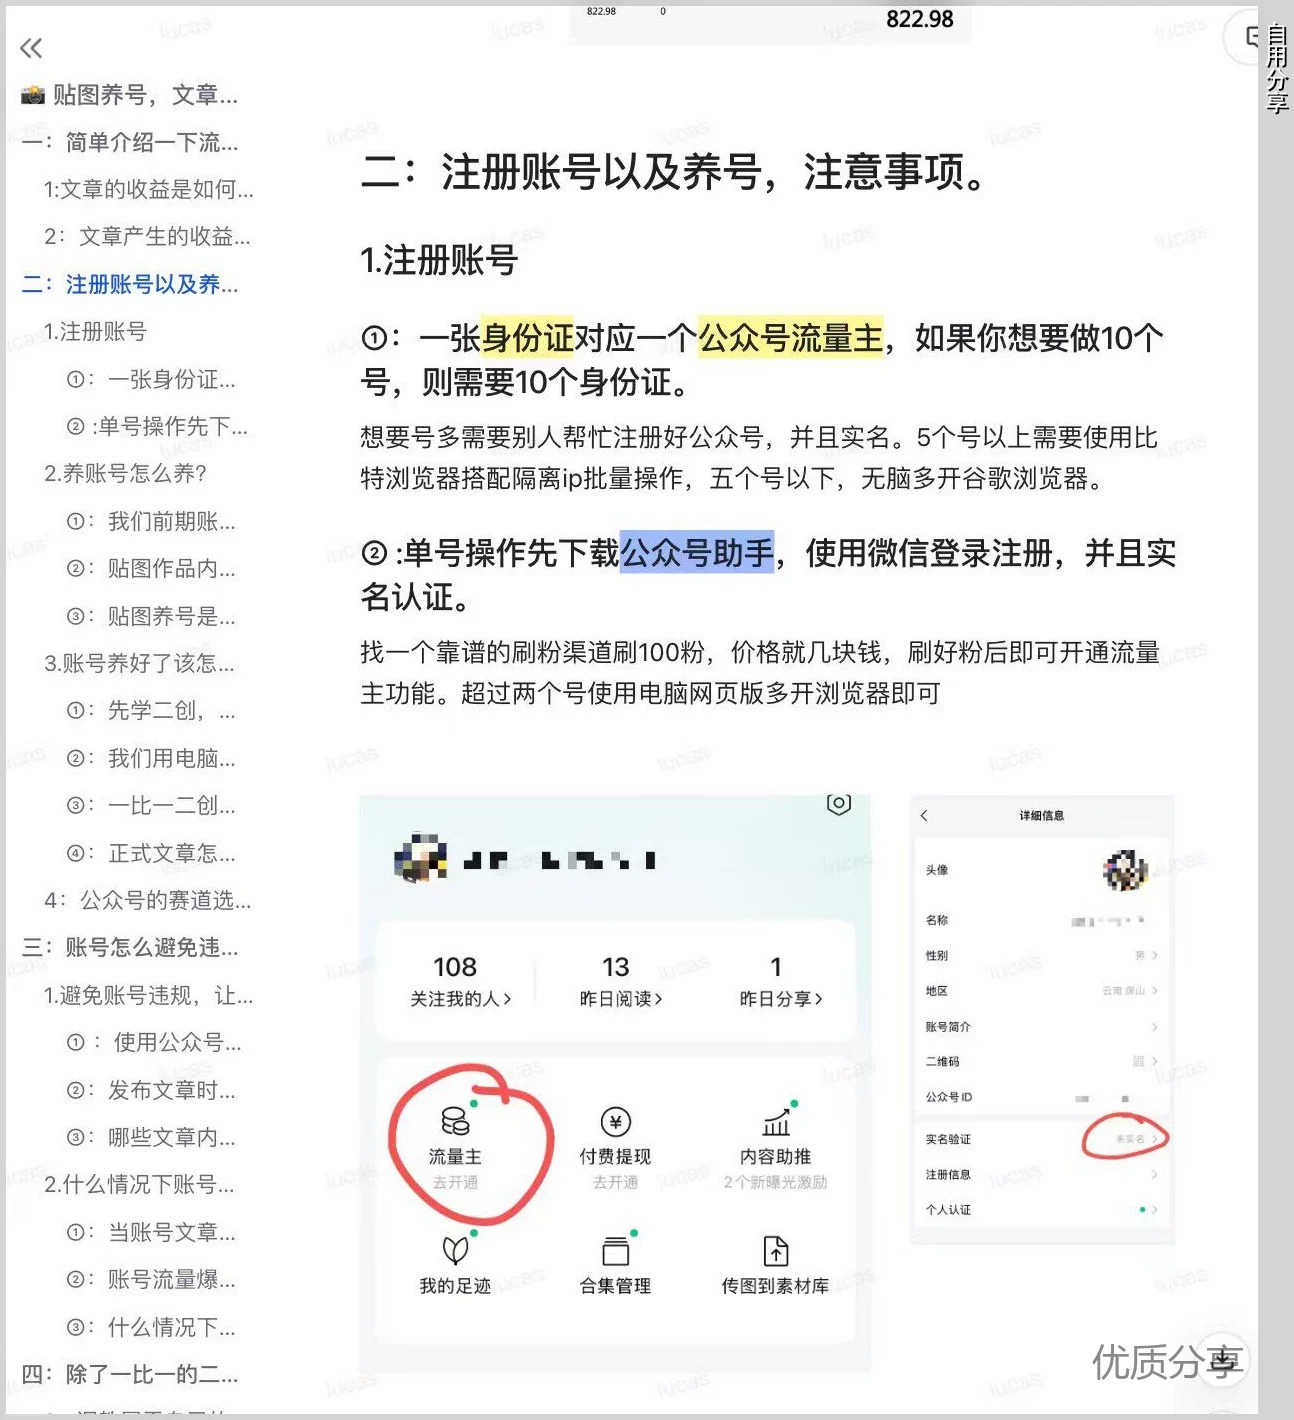 822.98 0 822.98
自用分享
贴图养号，文章...
一：简单介绍一下流...
1:文章的收益是如何...
2：文章产生的收益...
二：注册账号以及养...
1.注册账号
①：一张身份证...
② :单号操作先下...
2.养账号怎么养?
①：我们前期账...
②：贴图作品内...
③：贴图养号是...
3.账号养好了该怎...
①：先学二创，...
②：我们用电脑...
③：一比一二创...
④：正式文章怎...
4：公众号的赛道选...
三：账号怎么避免违...
1.避免账号违规，让...
①：使用公众号...
②：发布文章时...
③：哪些文章内...
2.什么情况下账号...
①：当账号文章...
②：账号流量爆...
③：什么情况下...
四：除了一比一的二...
二：注册账号以及养号，注意事项。
1.注册账号
①：一张身份证对应一个公众号流量主，如果你想要做10个
号，则需要10个身份证。
想要号多需要别人帮忙注册好公众号，并且实名。5个号以上需要使用比
特浏览器搭配隔离ip批量操作，五个号以下，无脑多开谷歌浏览器。
② :单号操作先下载公众号助手，使用微信登录注册，并且实
名认证。
找一个靠谱的刷粉渠道刷100粉，价格就几块钱，刷好粉后即可开通流量
主功能。超过两个号使用电脑网页版多开浏览器即可
108 13 1
关注我的人 昨日阅读 昨日分享
流量主 付费提现 内容助推
去开通 去开通 2个新曝光激励
我的足迹 合集管理 传图到素材库
详细信息
头像
名称
性别 男
地区 云南 保山
账号简介
二维码
公众号ID
实名验证 未实名
注册信息
个人认证
优质分享
lucas